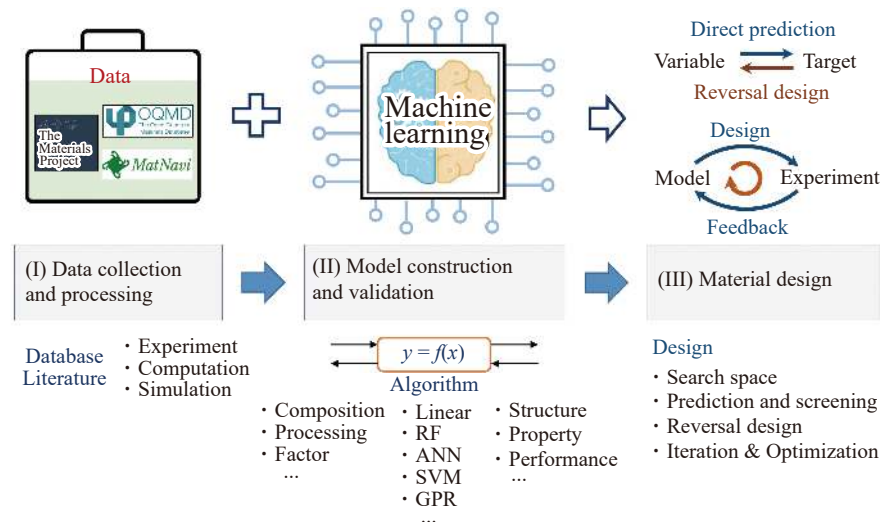 Data
The
Materials
Project
OQMD
MatNavi
Machine
learning
Direct prediction
Variable
Target
Reversal design
Design
Model
Experiment
Feedback
(I) Data collection
and processing
(II) Model construction
and validation
(III) Material design
Database
Literature
· Experiment
· Computation
· Simulation
y = f(x)
Algorithm
· Composition
· Processing
· Factor
...
· Linear
· RF
· ANN
· SVM
· GPR
...
· Structure
· Property
· Performance
...
Design
· Search space
· Prediction and screening
· Reversal design
· Iteration & Optimization